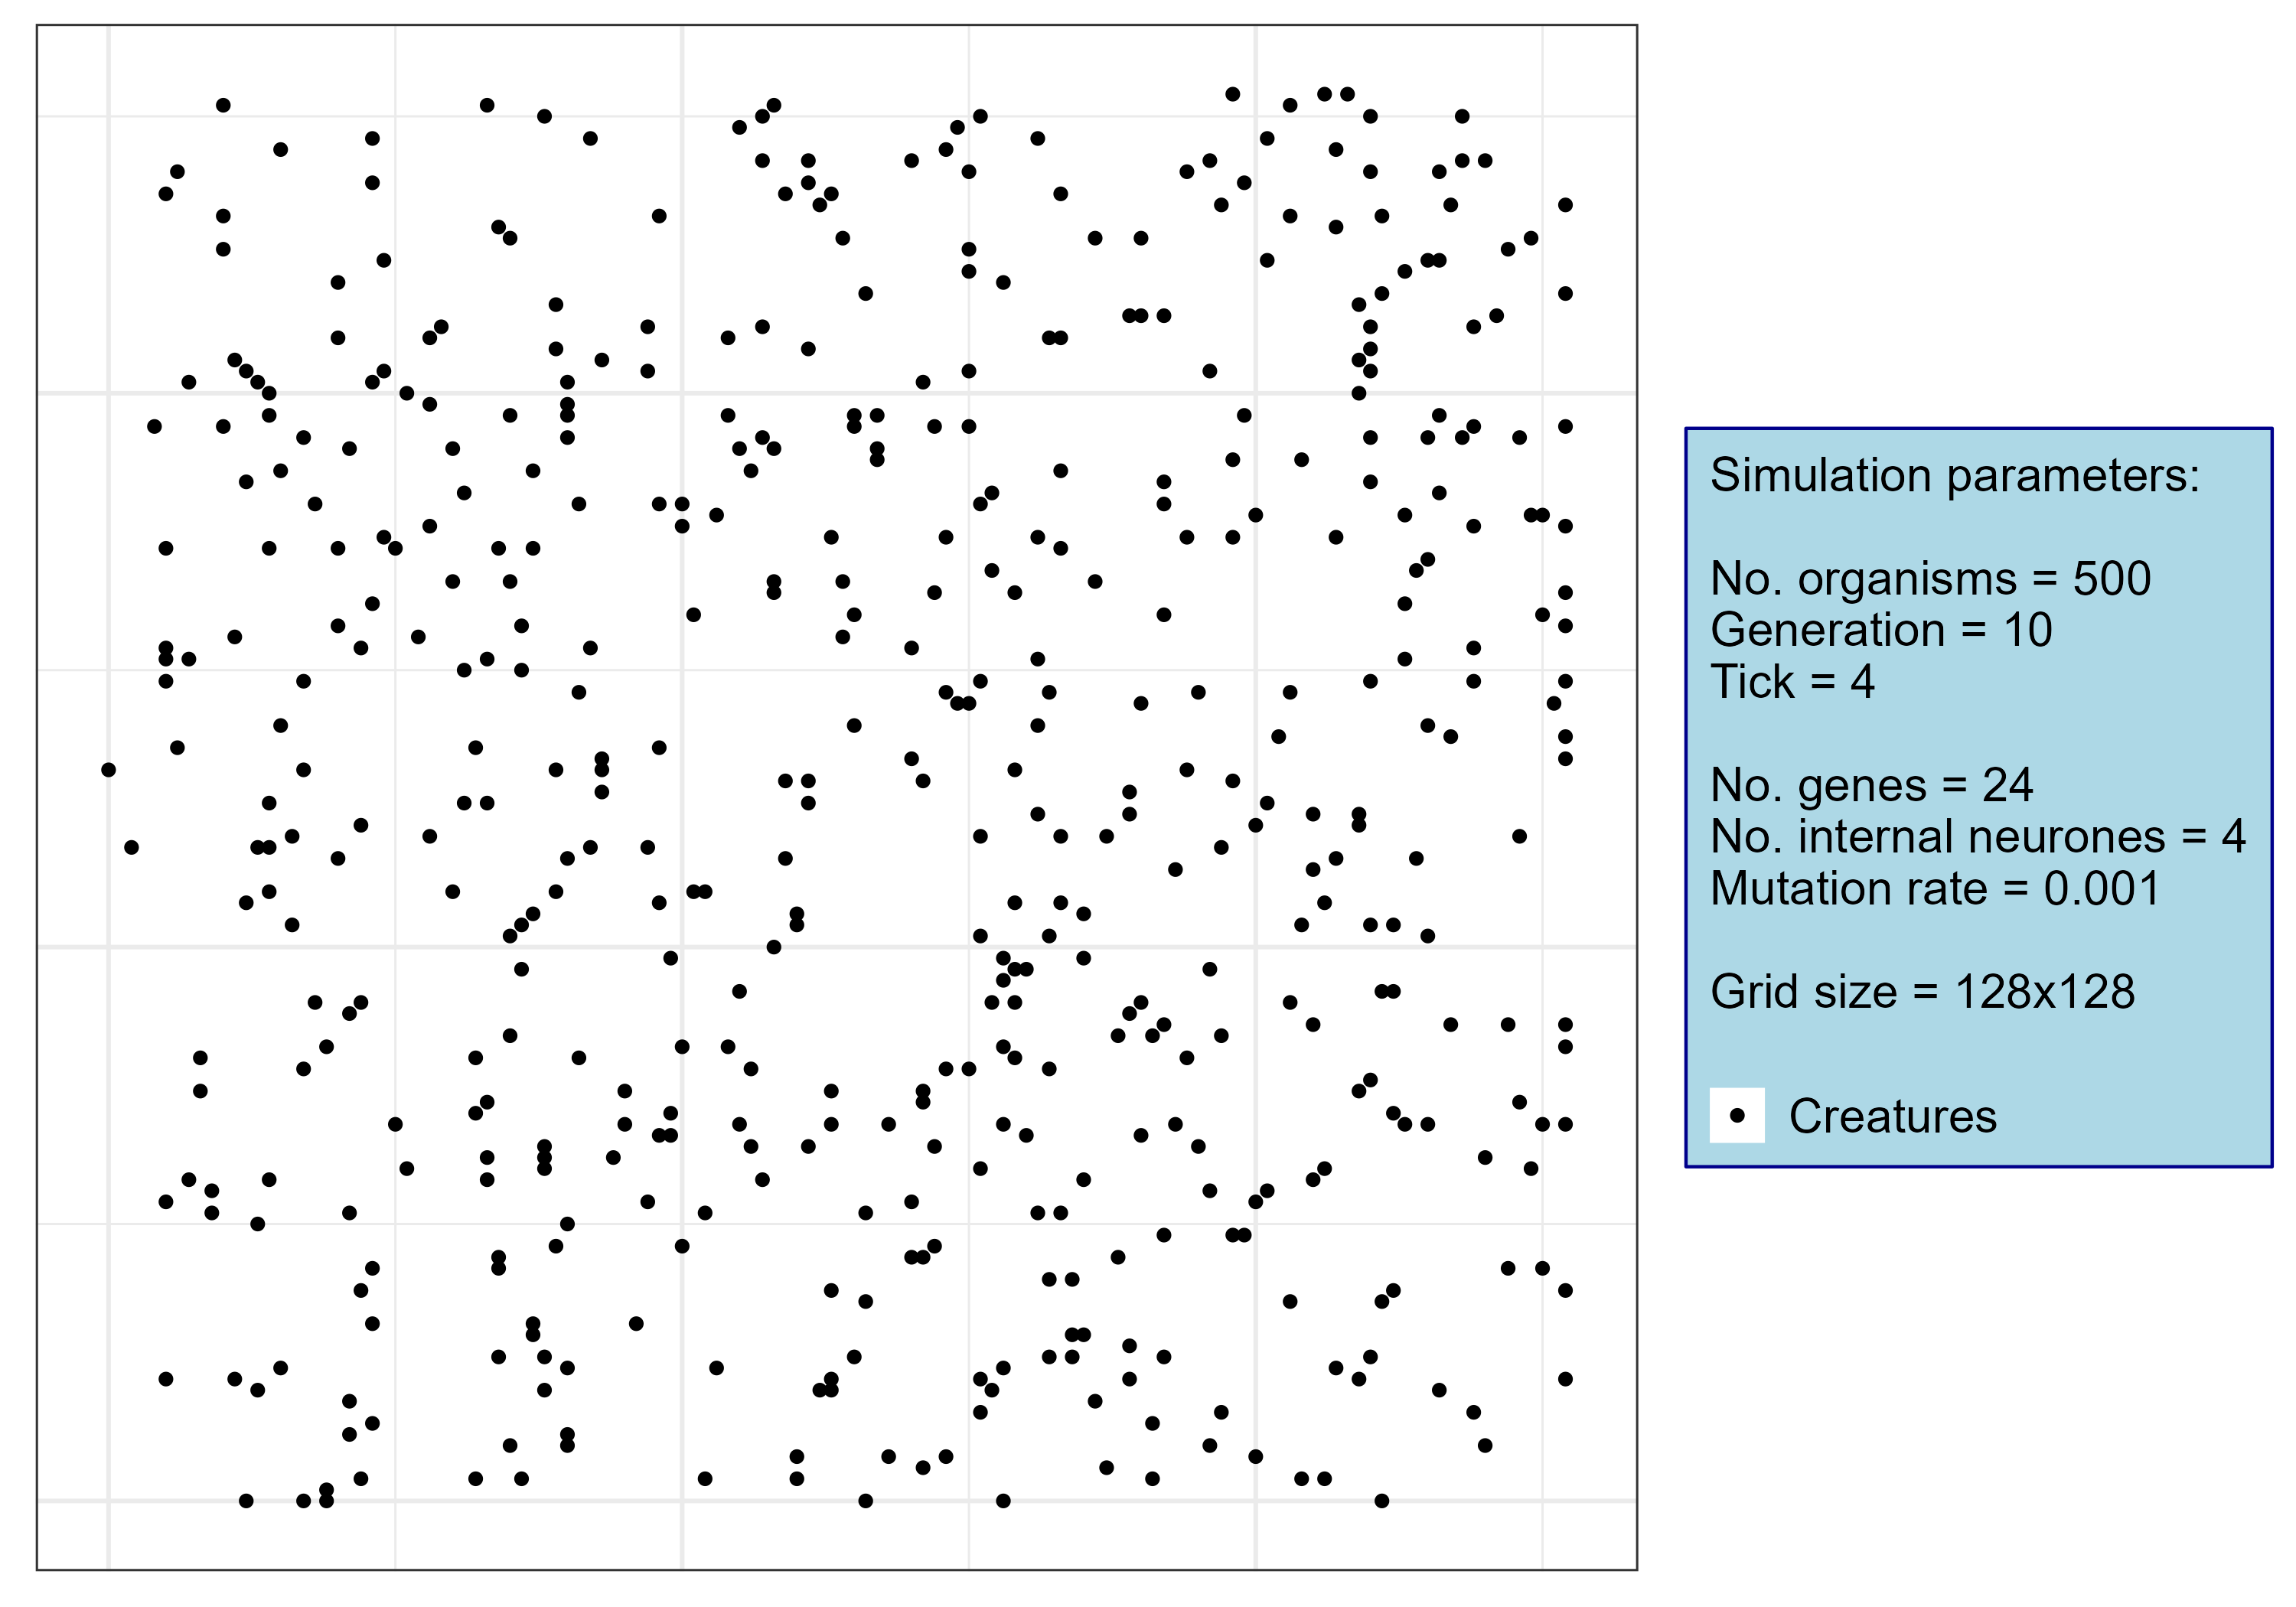 Simulation parameters:
No. organisms = 500
Generation = 10
Tick = 4
No. genes = 24
No. internal neurones = 4
Mutation rate = 0.001
Grid size = 128x128
Creatures